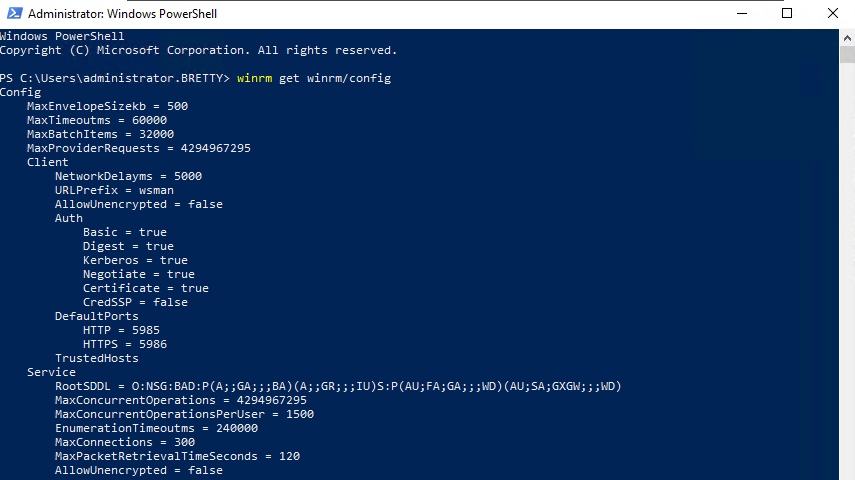 Administrator: Windows PowerShell
Windows PowerShell
Copyright (C) Microsoft Corporation. All rights reserved.
PS C:\Users\administrator.BRETTY> winrm get winrm/config
Config
    MaxEnvelopeSizekb = 500
    MaxTimeoutms = 60000
    MaxBatchItems = 32000
    MaxProviderRequests = 4294967295
    Client
        NetworkDelayms = 5000
        URLPrefix = wsman
        AllowUnencrypted = false
        Auth
            Basic = true
            Digest = true
            Kerberos = true
            Negotiate = true
            Certificate = true
            CredSSP = false
        DefaultPorts
            HTTP = 5985
            HTTPS = 5986
        TrustedHosts
    Service
        RootSDDL = O:NSG:BAD:P(A;;GA;;;BA)(A;;GR;;;IU)S:P(AU;FA;GA;;;WD)(AU;SA;GXGW;;;WD)
        MaxConcurrentOperations = 4294967295
        MaxConcurrentOperationsPerUser = 1500
        EnumerationTimeoutms = 240000
        MaxConnections = 300
        MaxPacketRetrievalTimeSeconds = 120
        AllowUnencrypted = false